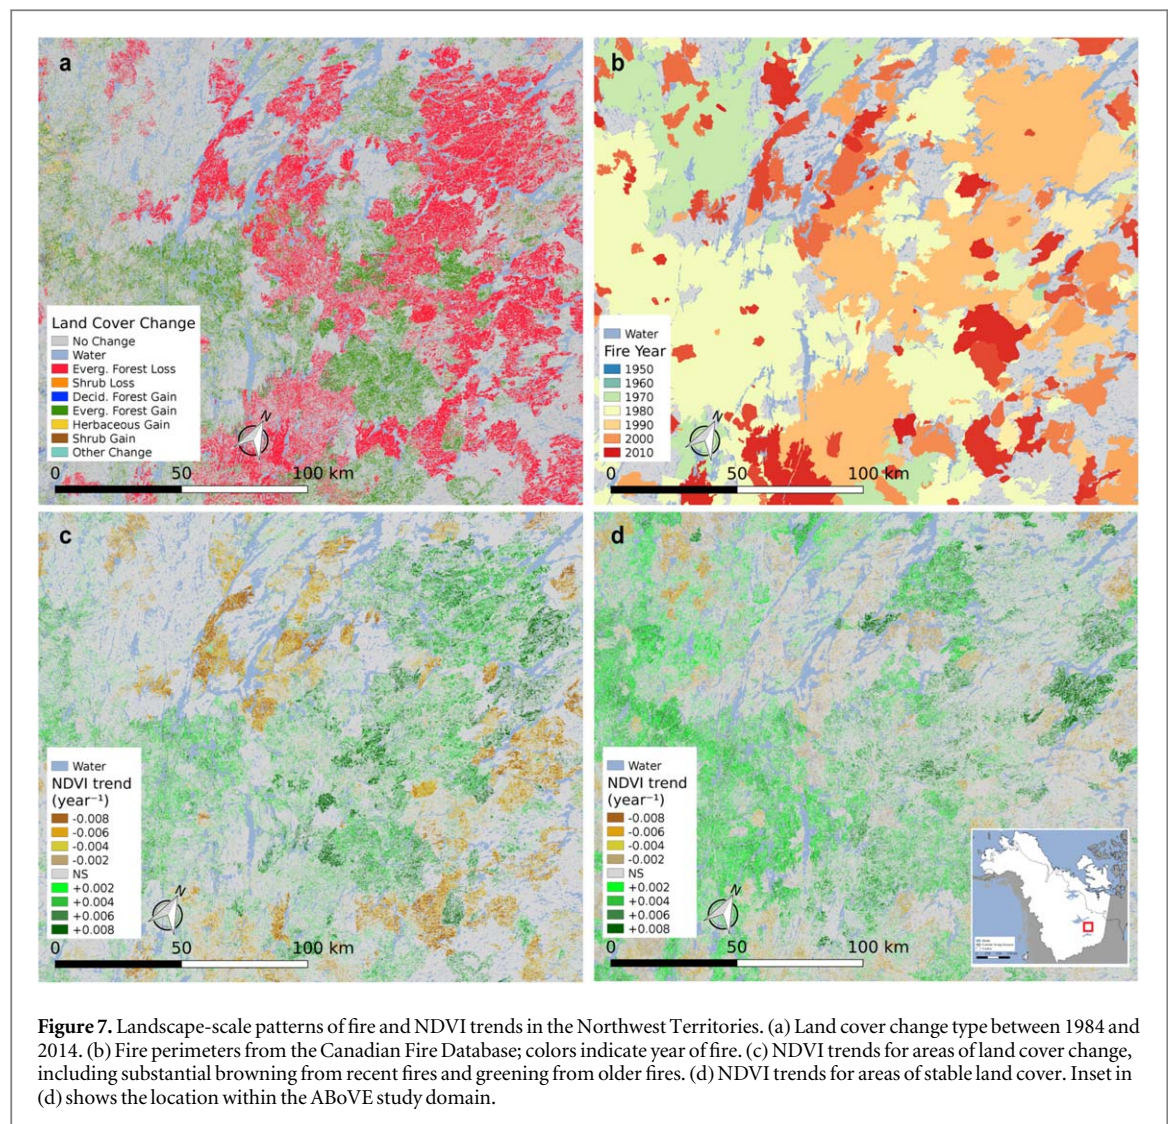 a
Land Cover Change
No Change
Water
Everg. Forest Loss
Shrub Loss
Decid. Forest Gain
Everg. Forest Gain
Herbaceous Gain
Shrub Gain
Other Change
N
0 50 100 km
b
Water
Fire Year
1950
1960
1970
1980
1990
2000
2010
N
0 50 100 km
c
Water
NDVI trend
(year⁻¹)
-0.008
-0.006
-0.004
-0.002
NS
+0.002
+0.004
+0.006
+0.008
N
0 50 100 km
d
Water
NDVI trend
(year⁻¹)
-0.008
-0.006
-0.004
-0.002
NS
+0.002
+0.004
+0.006
+0.008
N
0 50 100 km
Figure 7. Landscape-scale patterns of fire and NDVI trends in the Northwest Territories. (a) Land cover change type between 1984 and
2014. (b) Fire perimeters from the Canadian Fire Database; colors indicate year of fire. (c) NDVI trends for areas of land cover change,
including substantial browning from recent fires and greening from older fires. (d) NDVI trends for areas of stable land cover. Inset in
(d) shows the location within the ABoVE study domain.